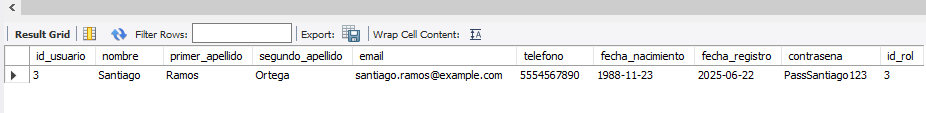 Result Grid Filter Rows: Export: Wrap Cell Content:
id_usuario nombre primer_apellido segundo_apellido email telefono fecha_nacimiento fecha_registro contrasena id_rol
3 Santiago Ramos Ortega santiago.ramos@example.com 5554567890 1988-11-23 2025-06-22 PassSantiago123 3